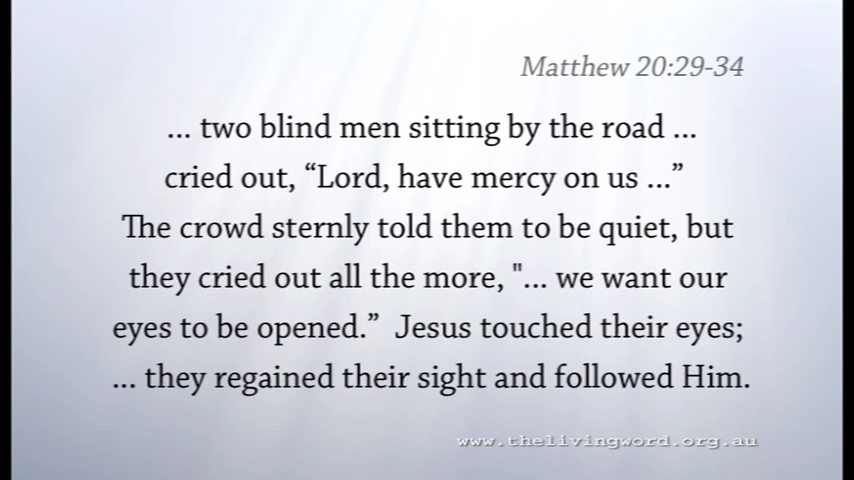 Matthew 20:29-34
... two blind men sitting by the road ...
cried out, “Lord, have mercy on us ...”
The crowd sternly told them to be quiet, but
they cried out all the more, "... we want our
eyes to be opened.”  Jesus touched their eyes;
... they regained their sight and followed Him.
www.thelivingword.org.au